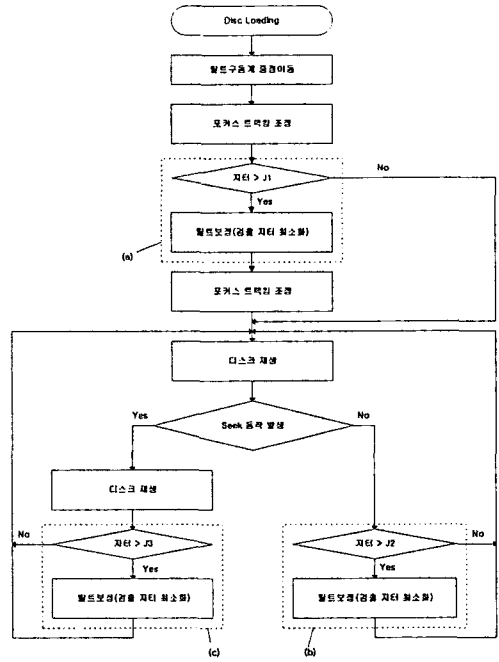 Disc Loading
틸트구동계 중점이동
포커스 트랙킹 조정
지터 > J1
No
Yes
틸트보정(검출 지터 최소화)
(a)
포커스 트랙킹 조정
디스크 재생
Yes
Seek 동작 발생
No
디스크 재생
No
지터 > J3
지터 > J2
No
Yes
Yes
틸트보정(검출 지터 최소화)
틸트보정(검출 지터 최소화)
(c)
(b)